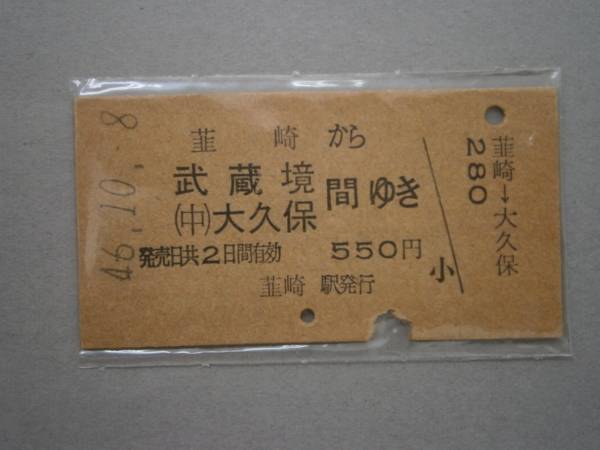 46.10.-8
韮崎から
武蔵境
(中)大久保
間ゆき
発売日共2日間有効 550円
韮崎駅発行
小
韮崎→大久保
280